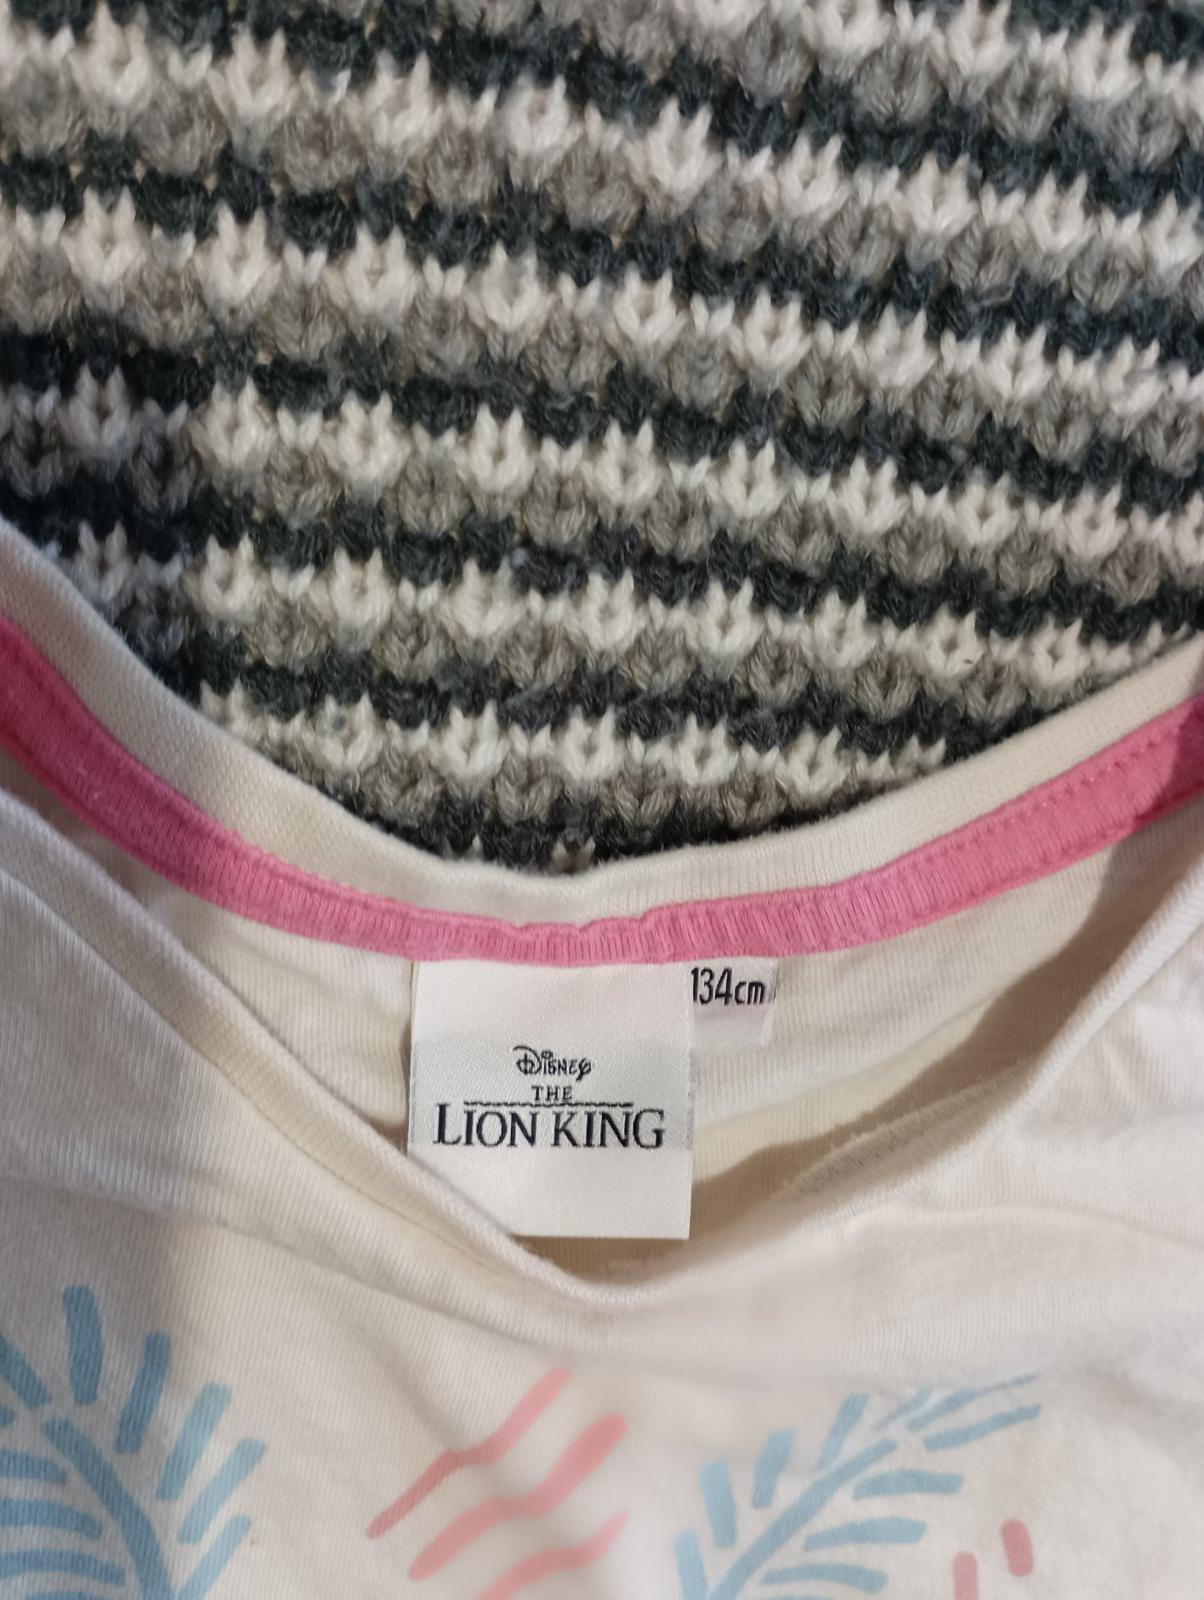 134cm
Disney
THE
LION KING